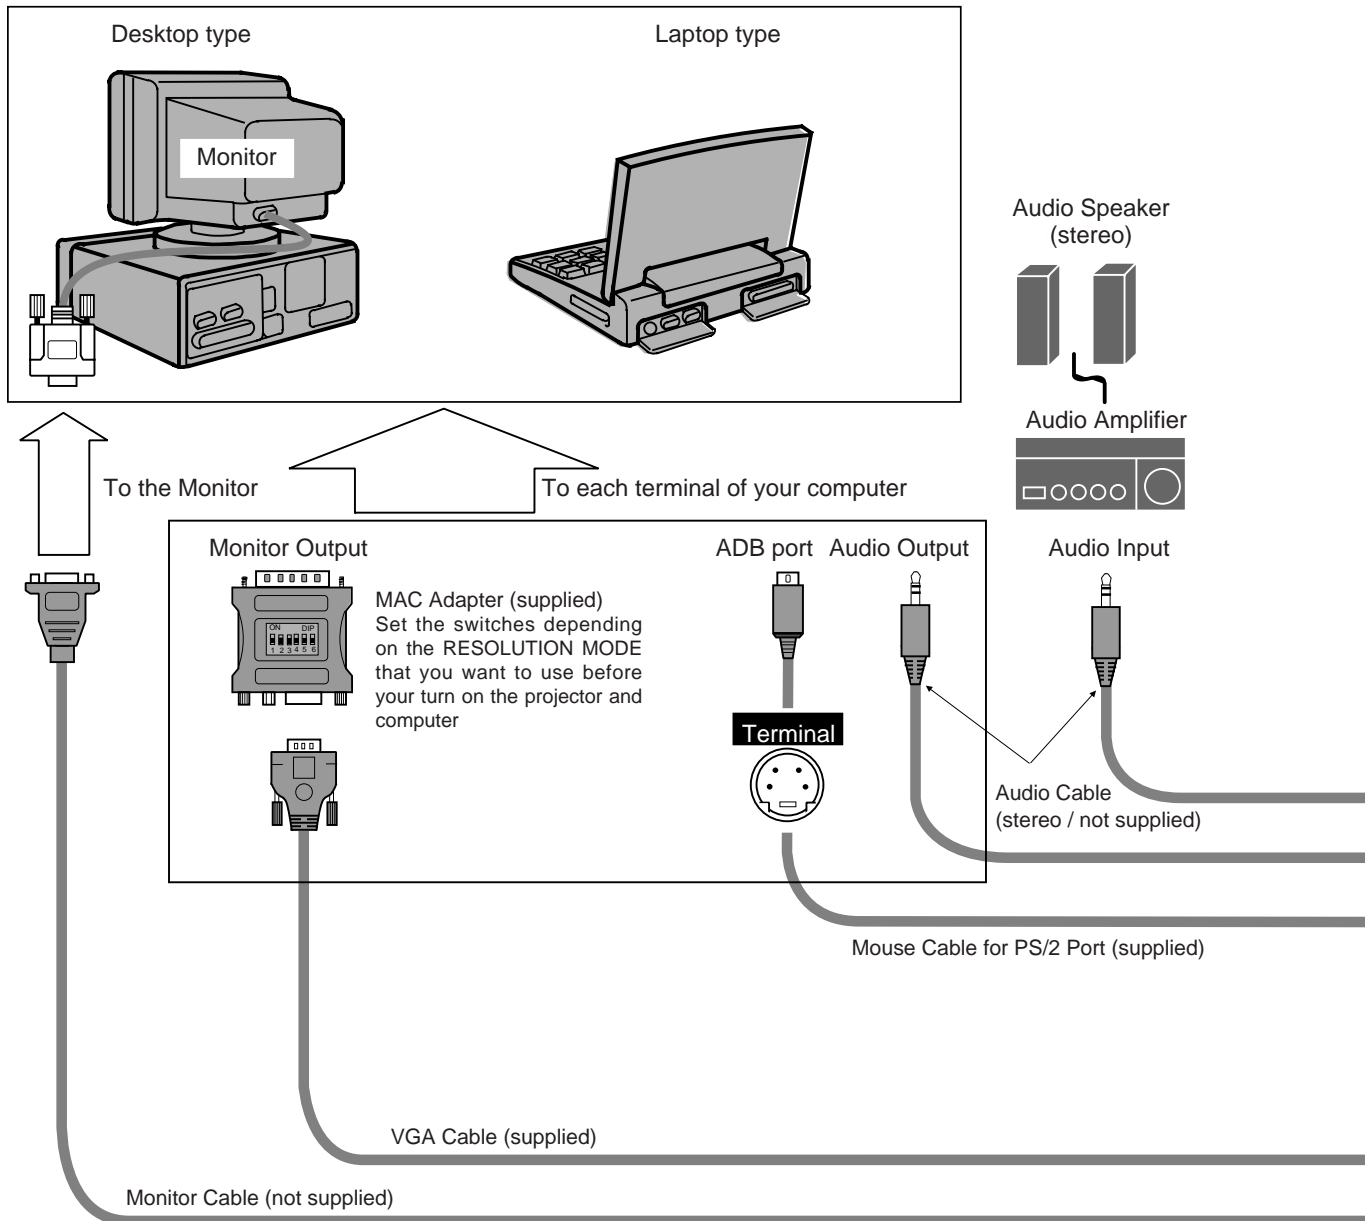 Desktop type
Laptop type
Monitor
Audio Speaker
(stereo)
Audio Amplifier
To the Monitor
To each terminal of your computer
Monitor Output
ADB port
Audio Output
Audio Input
MAC Adapter (supplied)
Set the switches depending
on the RESOLUTION MODE
that you want to use before
your turn on the projector and
computer
ON DIP
1 2 3 4 5 6
Terminal
Audio Cable
(stereo / not supplied)
Mouse Cable for PS/2 Port (supplied)
VGA Cable (supplied)
Monitor Cable (not supplied)